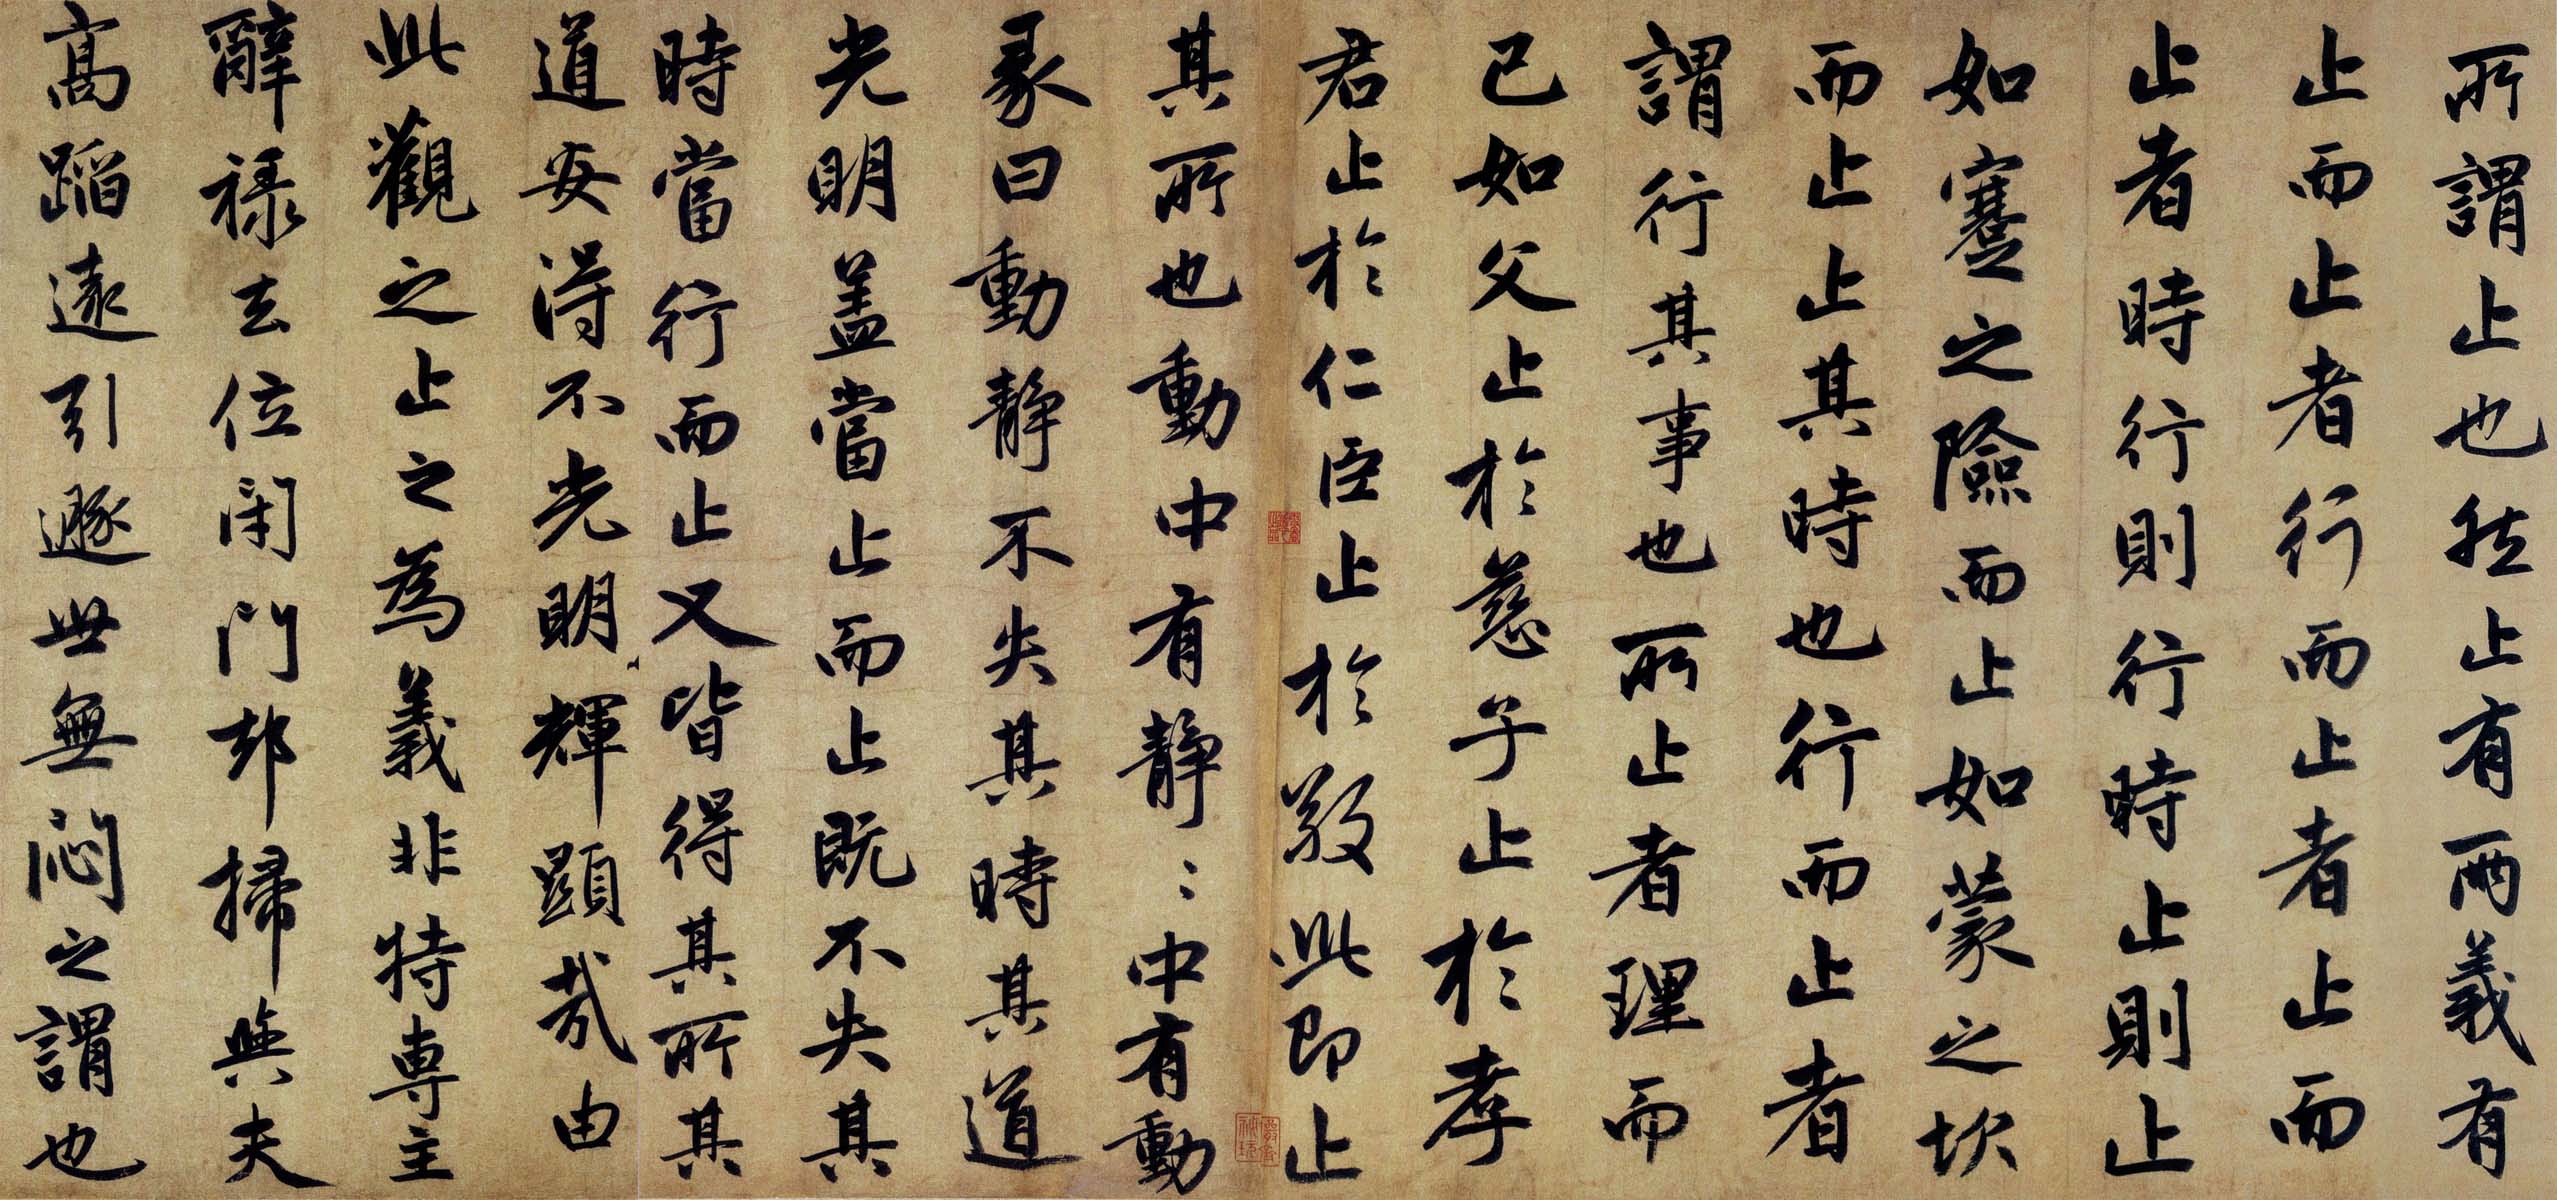 所謂止也然止有兩義有
止而止者行而止者止而
止者時行則行時止則止
如蹇之險而止如蒙之坎
而止止其時也行而止者
謂行其事也所止者理而
已如父止於慈子止於孝
君止於仁臣止於敬此即止
其所也動中有靜〻中有動
彖曰動靜不失其時其道
光明蓋當止而止既不失其
時當行而止又皆得其所其
道安得不光明輝顯哉由
此觀之止之為義非特專主
辭祿去位閉門却掃與夫
高蹈遠引遯世無悶之謂也